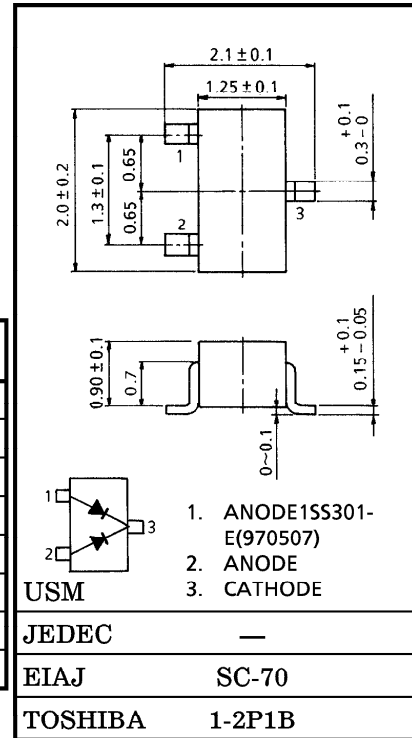 2.1±0.1
1.25±0.1
+0.1
0.3-0
2.0±0.2
1.3±0.1
0.65
0.65
1
2
3
0.90±0.1
0.7
+0.1
0.15-0.05
0~0.1
1
2
3
1. ANODE1SS301-
E(970507)
2. ANODE
3. CATHODE
USM
JEDEC —
EIAJ SC-70
TOSHIBA 1-2P1B